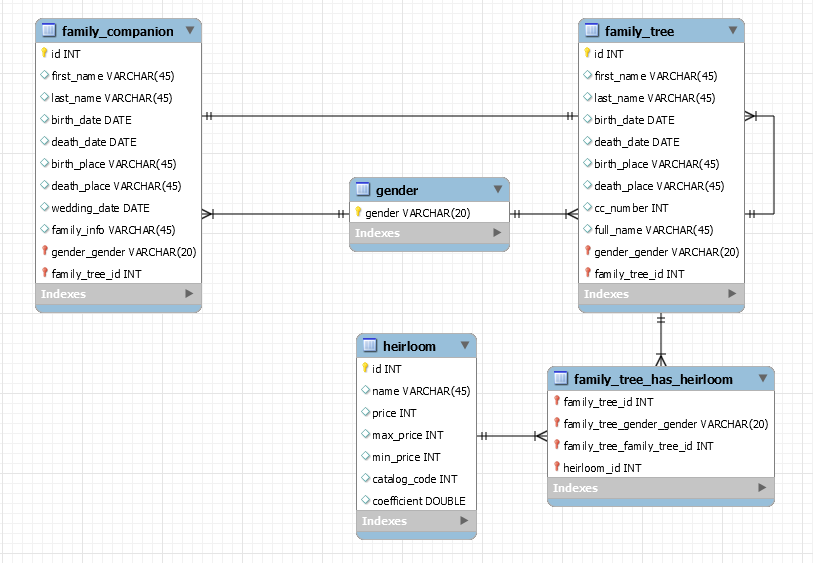 family_companion
id INT
first_name VARCHAR(45)
last_name VARCHAR(45)
birth_date DATE
death_date DATE
birth_place VARCHAR(45)
death_place VARCHAR(45)
wedding_date DATE
family_info VARCHAR(45)
gender_gender VARCHAR(20)
family_tree_id INT
Indexes
gender
gender VARCHAR(20)
Indexes
family_tree
id INT
first_name VARCHAR(45)
last_name VARCHAR(45)
birth_date DATE
death_date DATE
birth_place VARCHAR(45)
death_place VARCHAR(45)
cc_number INT
full_name VARCHAR(45)
gender_gender VARCHAR(20)
family_tree_id INT
Indexes
heirloom
id INT
name VARCHAR(45)
price INT
max_price INT
min_price INT
catalog_code INT
coefficient DOUBLE
Indexes
family_tree_has_heirloom
family_tree_id INT
family_tree_gender_gender VARCHAR(20)
family_tree_family_tree_id INT
heirloom_id INT
Indexes